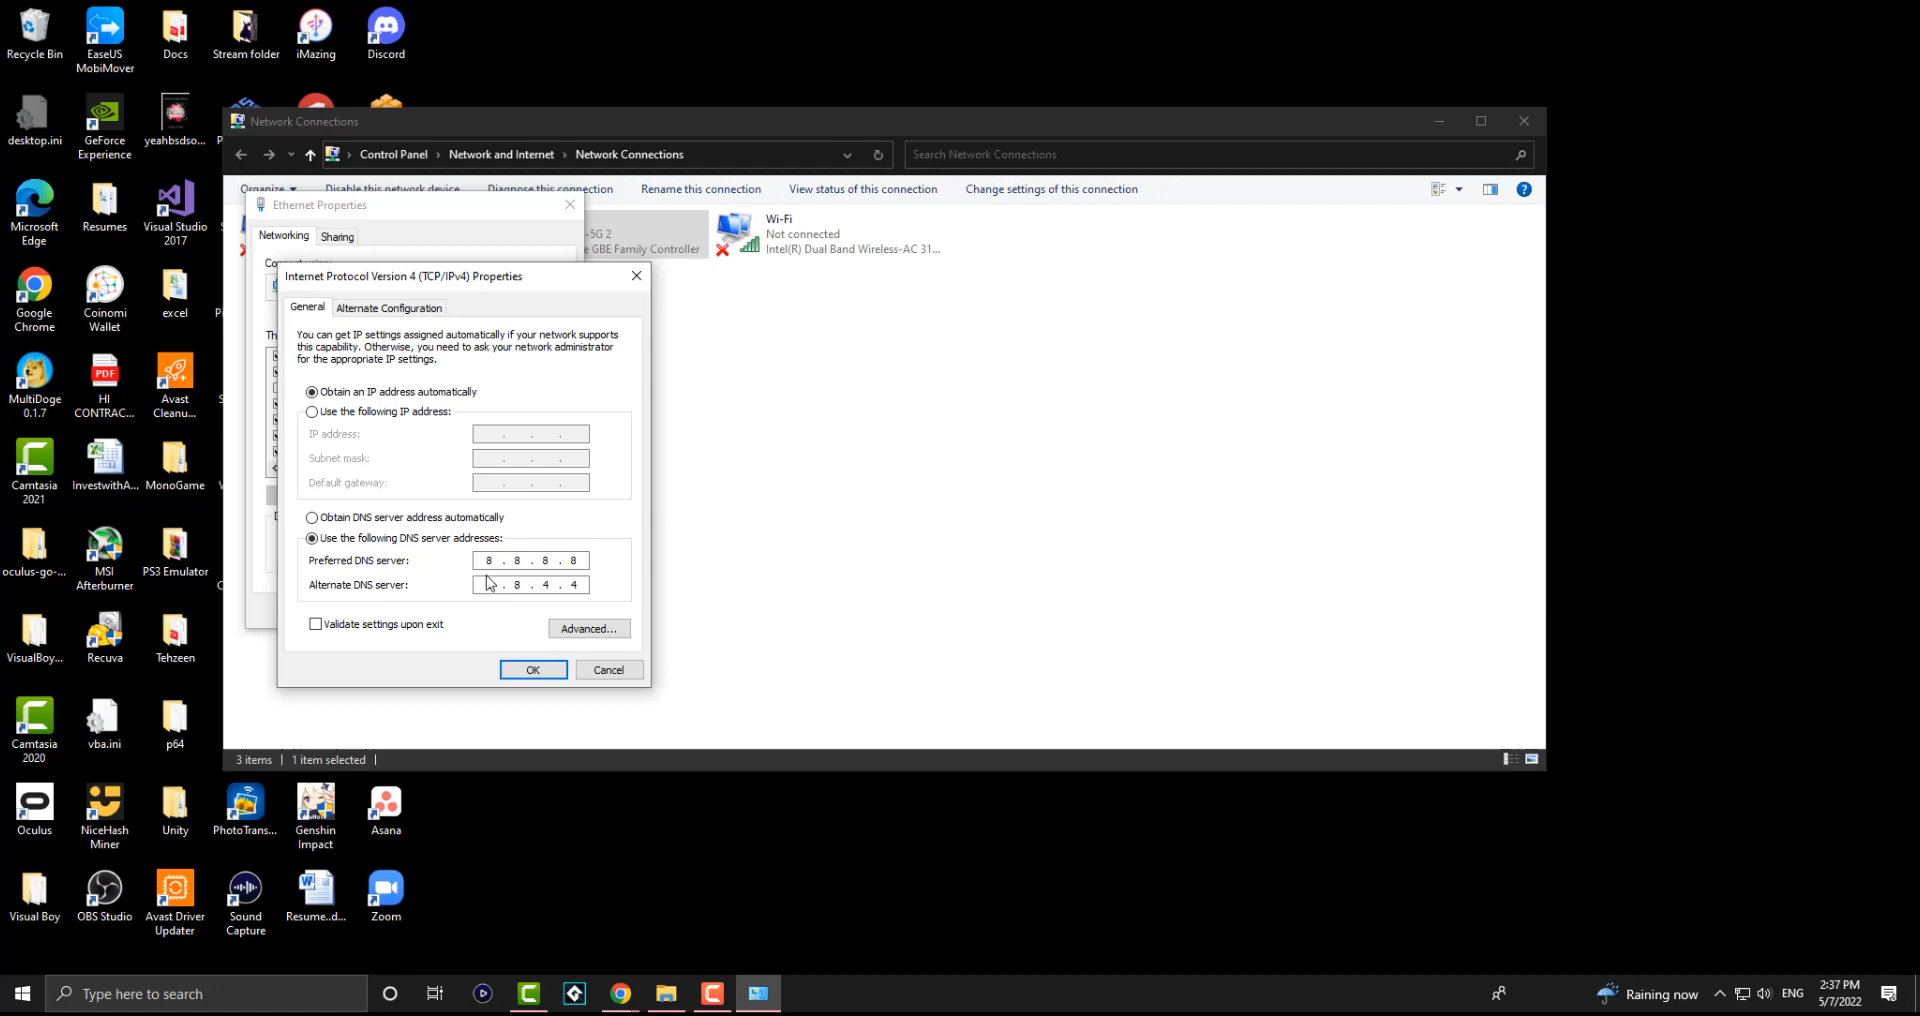 Recycle Bin
EaseUS
MobiMover
Docs
Stream folder
iMazing
Discord
desktop.ini
GeForce
Experience
yeahbsdso...
Microsoft
Edge
Resumes
Visual Studio
2017
Google
Chrome
Coinomi
Wallet
excel
MultiDoge
0.1.7
PDF
HI
CONTRAC...
Avast
Cleanu...
Camtasia
2021
InvestwithA...
MonoGame
oculus-go-...
MSI
Afterburner
PS3 Emulator
VisualBoy...
Recuva
Tehzeen
Camtasia
2020
vba.ini
p64
Oculus
NiceHash
Miner
Unity
PhotoTrans...
Genshin
Impact
Asana
Visual Boy
OBS Studio
Avast Driver
Updater
Sound
Capture
Resume..d...
Zoom
Network Connections
Control Panel › Network and Internet › Network Connections
Search Network Connections
Organize
Disable this network device
Diagnose this connection
Rename this connection
View status of this connection
Change settings of this connection
-5G 2
GBE Family Controller
Wi-Fi
Not connected
Intel(R) Dual Band Wireless-AC 31...
Ethernet Properties
Networking
Sharing
Internet Protocol Version 4 (TCP/IPv4) Properties
General
Alternate Configuration
You can get IP settings assigned automatically if your network supports
this capability. Otherwise, you need to ask your network administrator
for the appropriate IP settings.
Obtain an IP address automatically
Use the following IP address:
IP address: . . .
Subnet mask: . . .
Default gateway: . . .
Obtain DNS server address automatically
Use the following DNS server addresses:
Preferred DNS server: 8 . 8 . 8 . 8
Alternate DNS server: . 8 . 4 . 4
Validate settings upon exit
Advanced...
OK
Cancel
3 items
1 item selected
Type here to search
Raining now
ENG
2:37 PM
5/7/2022